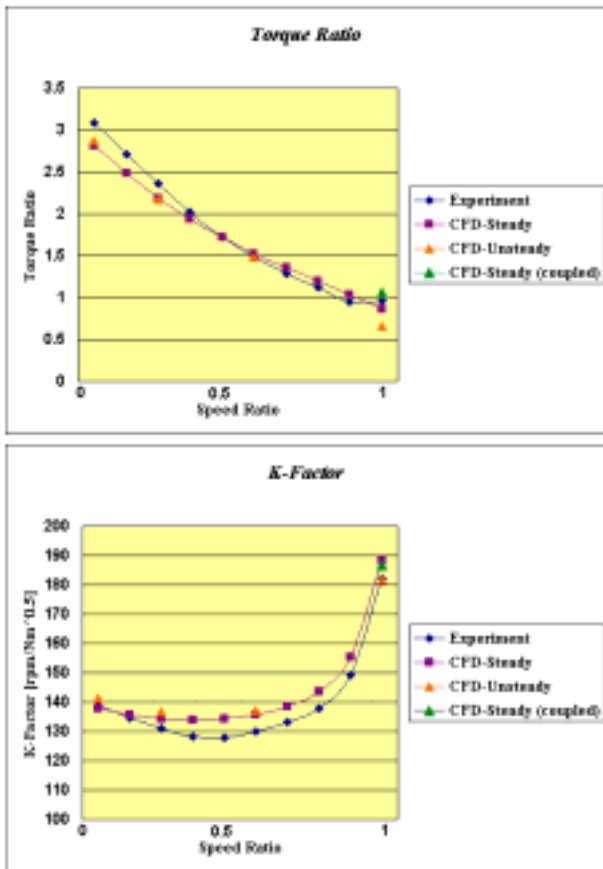 Torque Ratio
3.5
3
2.5
2
1.5
1
0.5
0
Torque Ratio
0 0.5 1
Speed Ratio
Experiment
CFD-Steady
CFD-Unsteady
CFD-Steady (coupled)
K-Factor
200
190
180
170
160
150
140
130
120
110
100
K-Factor [rpm/Nm^0.5]
0 0.5 1
Speed Ratio
Experiment
CFD-Steady
CFD-Unsteady
CFD-Steady (coupled)